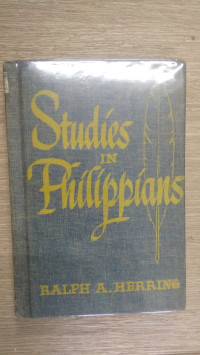 Studies
IN
Philippians
RALPH A. HERRING